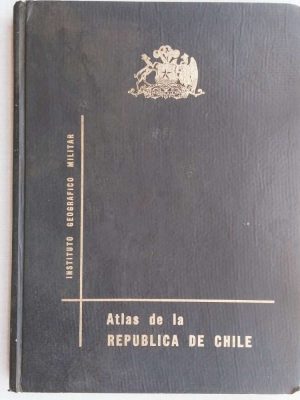 INSTITUTO GEOGRAFICO MILITAR
Atlas de la
REPUBLICA DE CHILE